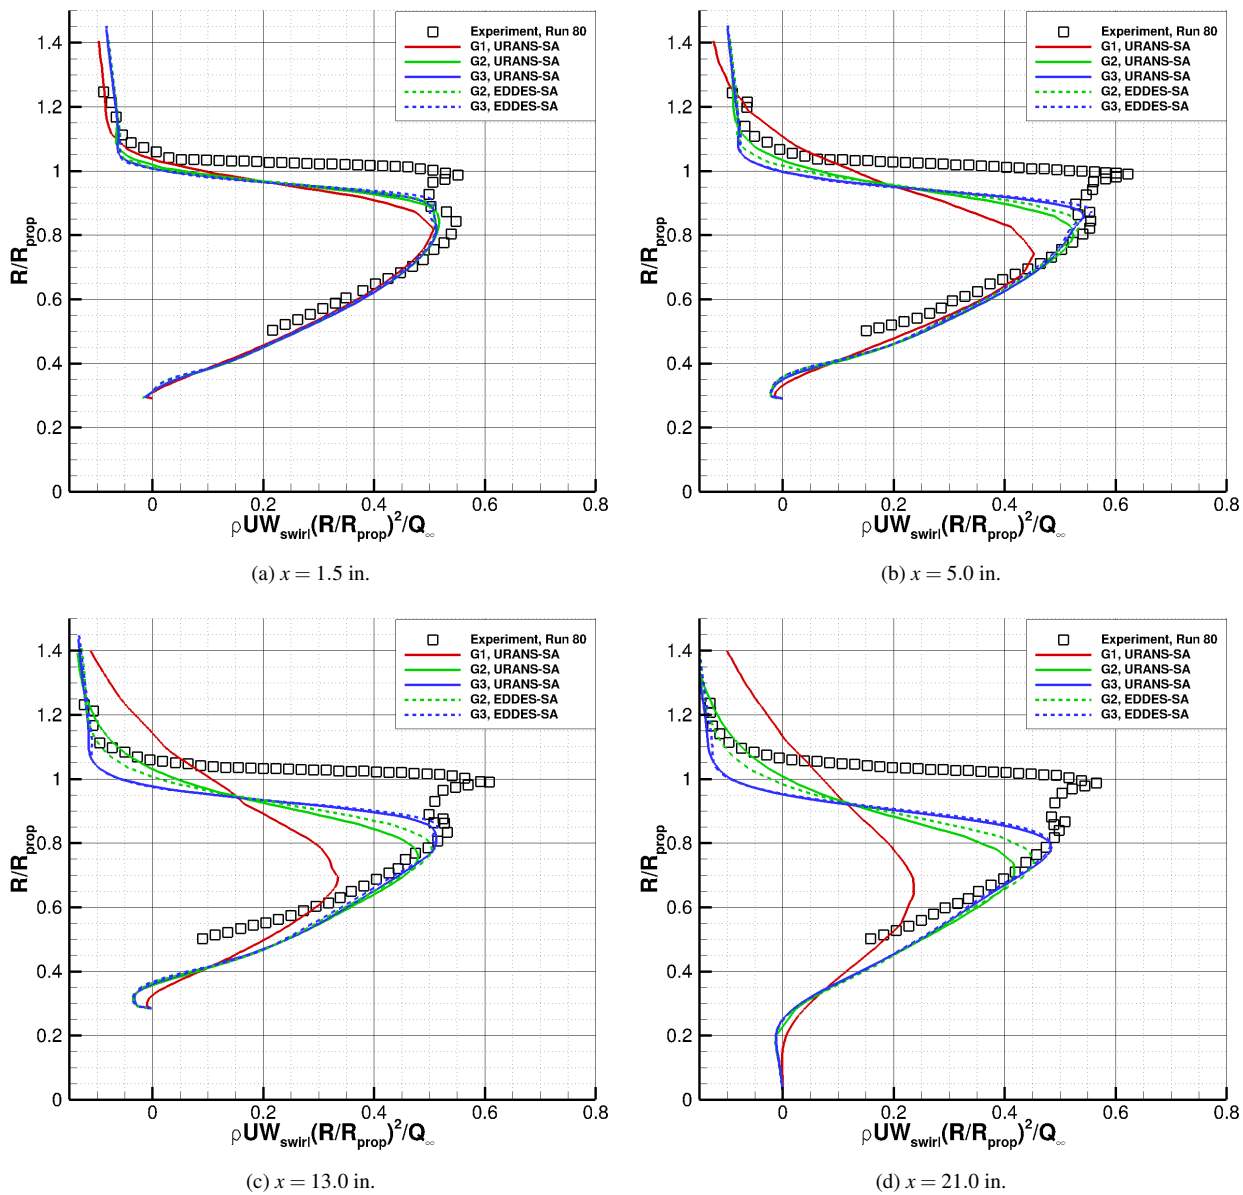 Experiment, Run 80
G1, URANS-SA
G2, URANS-SA
G3, URANS-SA
G2, EDDES-SA
G3, EDDES-SA
1.4
1.2
1
0.8
0.6
0.4
0.2
0
R/Rprop
0 0.2 0.4 0.6 0.8
ρUWswirl(R/Rprop)²/Q∞
(a) x = 1.5 in.
Experiment, Run 80
G1, URANS-SA
G2, URANS-SA
G3, URANS-SA
G2, EDDES-SA
G3, EDDES-SA
1.4
1.2
1
0.8
0.6
0.4
0.2
0
R/Rprop
0 0.2 0.4 0.6 0.8
ρUWswirl(R/Rprop)²/Q∞
(b) x = 5.0 in.
Experiment, Run 80
G1, URANS-SA
G2, URANS-SA
G3, URANS-SA
G2, EDDES-SA
G3, EDDES-SA
1.4
1.2
1
0.8
0.6
0.4
0.2
0
R/Rprop
0 0.2 0.4 0.6 0.8
ρUWswirl(R/Rprop)²/Q∞
(c) x = 13.0 in.
Experiment, Run 80
G1, URANS-SA
G2, URANS-SA
G3, URANS-SA
G2, EDDES-SA
G3, EDDES-SA
1.4
1.2
1
0.8
0.6
0.4
0.2
0
R/Rprop
0 0.2 0.4 0.6 0.8
ρUWswirl(R/Rprop)²/Q∞
(d) x = 21.0 in.